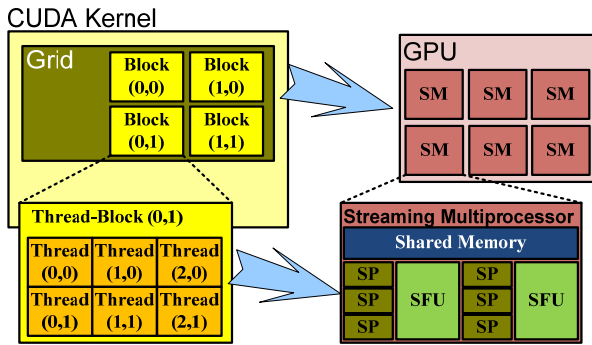 CUDA Kernel
Grid
Block (0,0)
Block (1,0)
Block (0,1)
Block (1,1)
GPU
SM SM SM
SM SM SM
Thread-Block (0,1)
Thread (0,0)
Thread (1,0)
Thread (2,0)
Thread (0,1)
Thread (1,1)
Thread (2,1)
Streaming Multiprocessor
Shared Memory
SP
SP
SP
SFU
SP
SP
SP
SFU